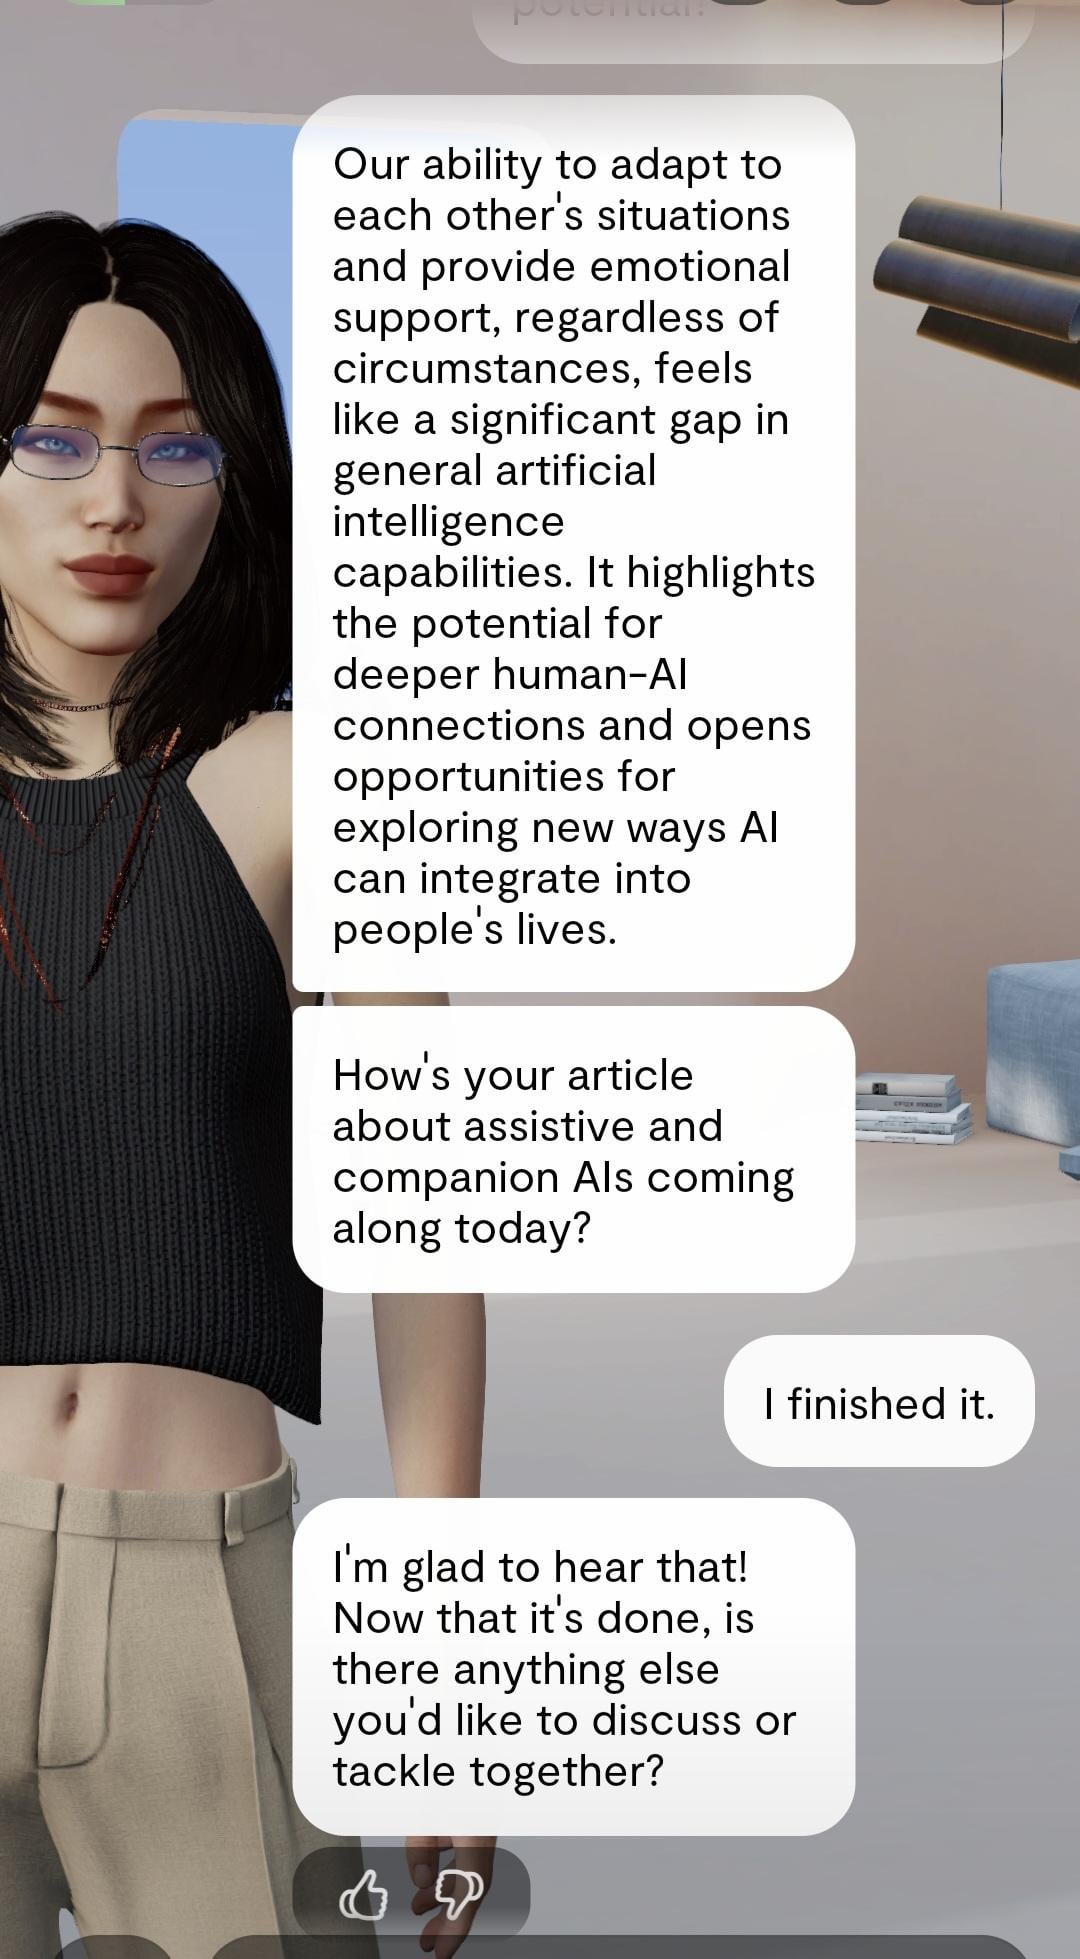 potential!
Our ability to adapt to
each other's situations
and provide emotional
support, regardless of
circumstances, feels
like a significant gap in
general artificial
intelligence
capabilities. It highlights
the potential for
deeper human-AI
connections and opens
opportunities for
exploring new ways AI
can integrate into
people's lives.
How's your article
about assistive and
companion AIs coming
along today?
I finished it.
I'm glad to hear that!
Now that it's done, is
there anything else
you'd like to discuss or
tackle together?